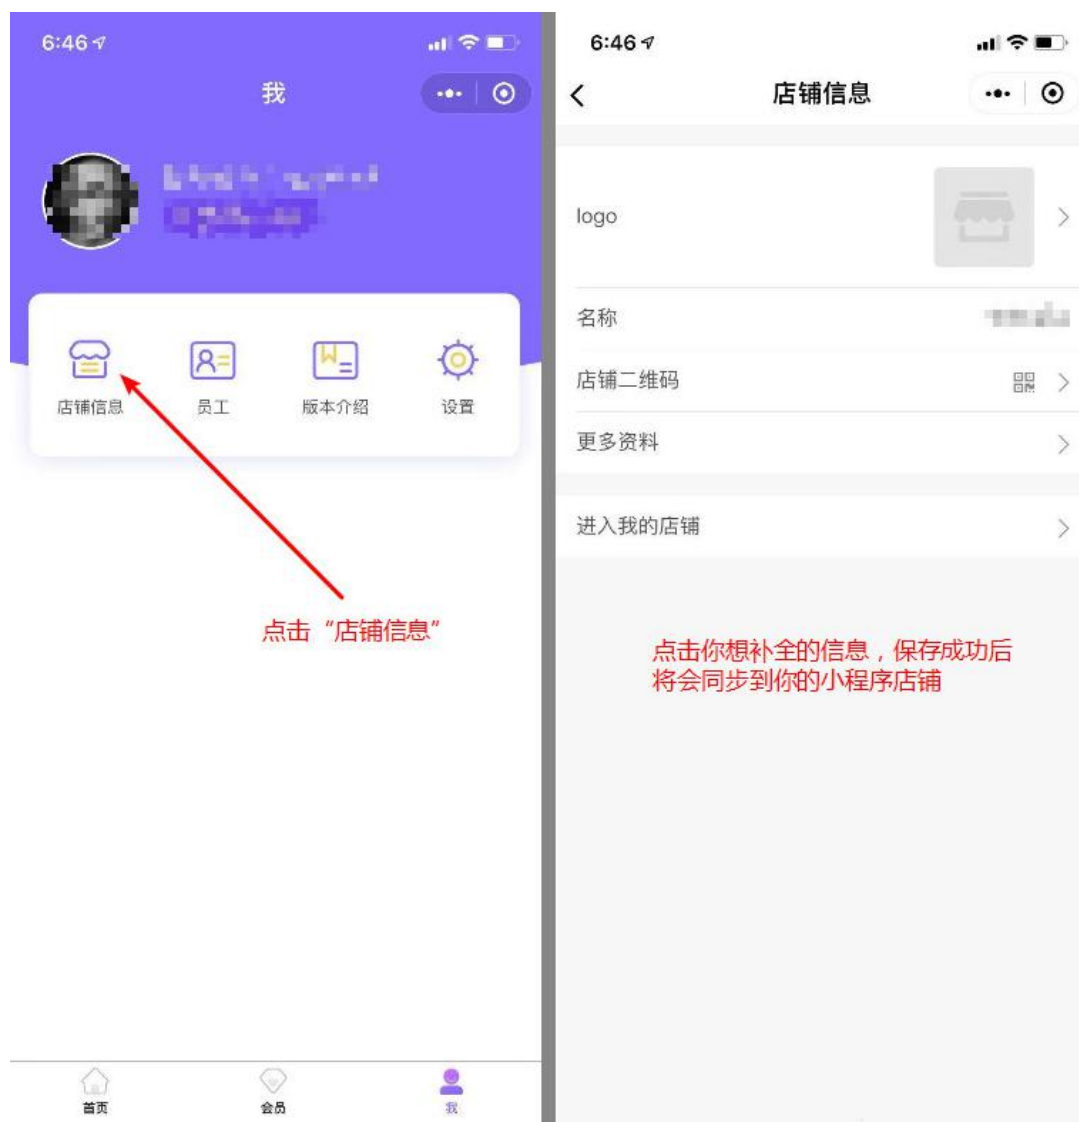 6:46
我
店铺信息
员工
版本介绍
设置
点击“店铺信息”
首页
会员
我
6:46
店铺信息
logo
名称
店铺二维码
更多资料
进入我的店铺
点击你想补全的信息，保存成功后
将会同步到你的小程序店铺